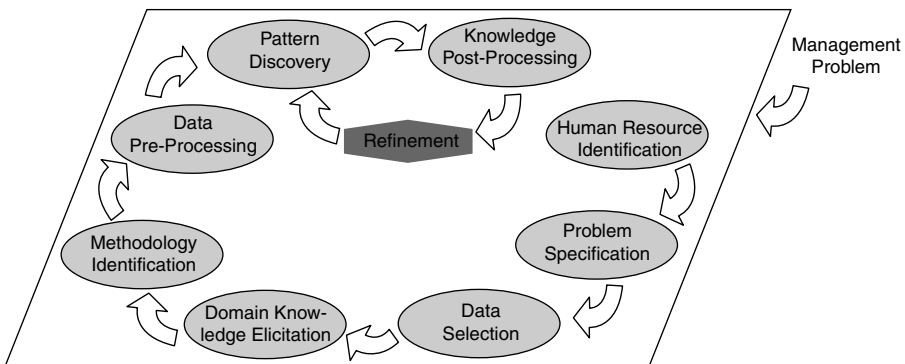 Pattern
Discovery
Knowledge
Post-Processing
Management
Problem
Data
Pre-Processing
Refinement
Human Resource
Identification
Methodology
Identification
Problem
Specification
Domain Know-
ledge Elicitation
Data
Selection